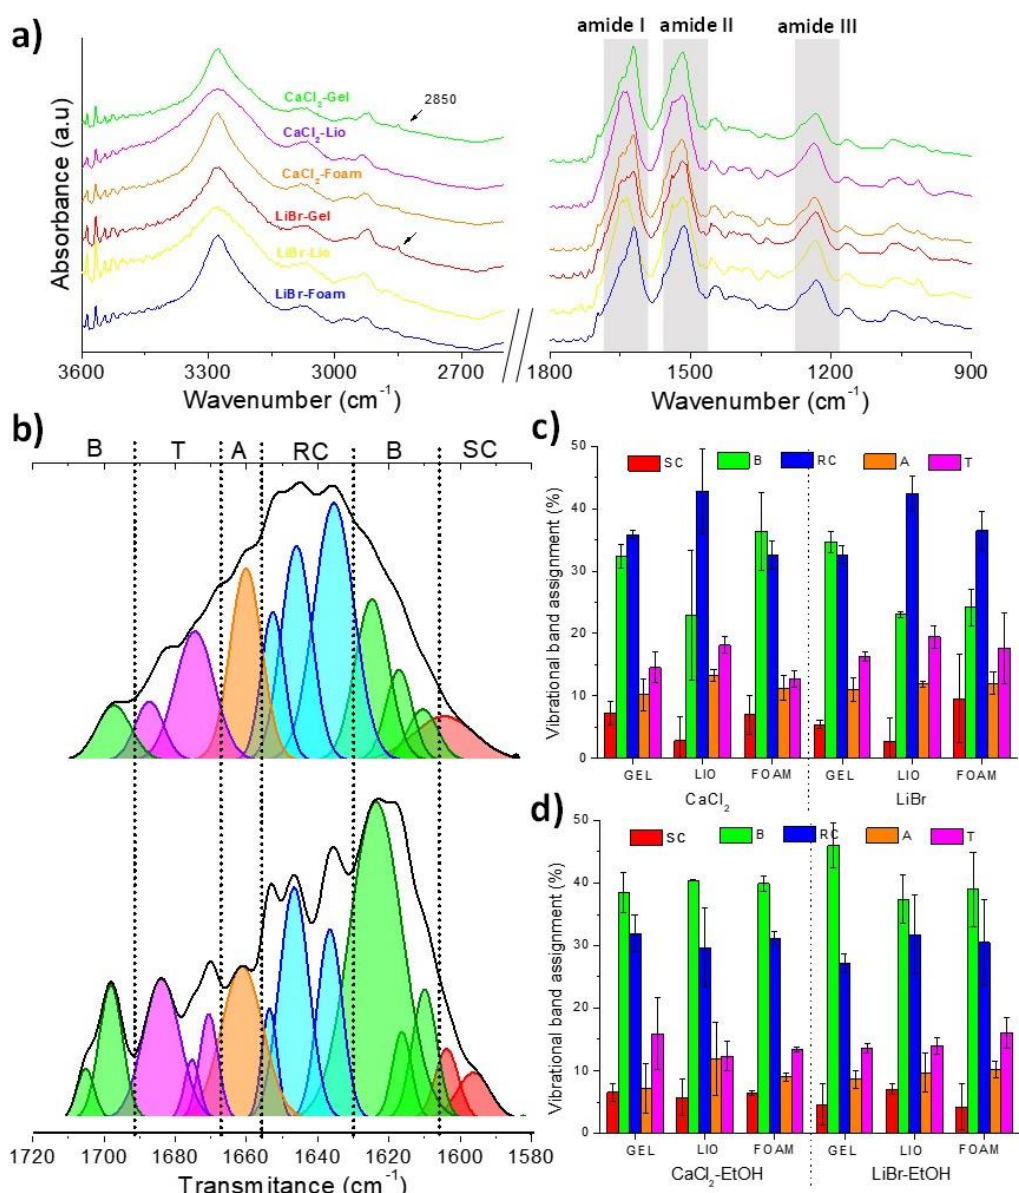 a)
amide I amide II amide III
Absorbance (a.u)
CaCl₂-Gel
2850
CaCl₂-Lio
CaCl₂-Foam
LiBr-Gel
LiBr-Lio
LiBr-Foam
3600 3300 3000 2700
1800 1500 1200 900
Wavenumber (cm⁻¹) Wavenumber (cm⁻¹)
b)
B T A RC B SC
1720 1700 1680 1660 1640 1620 1600 1580
Transmitance (cm⁻¹)
c)
Vibrational band assignment (%)
50
40
30
20
10
0
SC B RC A T
GEL LIO FOAM GEL LIO FOAM
CaCl₂ LiBr
d)
Vibrational band assignment (%)
50
40
30
20
10
0
SC B RC A T
GEL LIO FOAM GEL LIO FOAM
CaCl₂-EtOH LiBr-EtOH